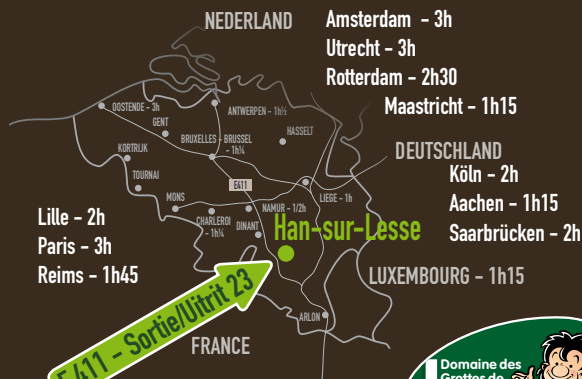 NEDERLAND
Amsterdam - 3h
Utrecht - 3h
Rotterdam - 2h30
Maastricht - 1h15
OOSTENDE - 3h
ANTWERPEN - 1h½
GENT
BRUXELLES - BRUSSEL
- 1h¼
HASSELT
KORTRIJK
TOURNAI
DEUTSCHLAND
Köln - 2h
Aachen - 1h15
Saarbrücken - 2h
E411
LIEGE - 1h
MONS
NAMUR - 1/2h
CHARLEROI
- 1h¼
DINANT
Han-sur-Lesse
Lille - 2h
Paris - 3h
Reims - 1h45
LUXEMBOURG - 1h15
E411 - Sortie/Uitrit 23
ARLON
FRANCE
Domaine des
Grottes de